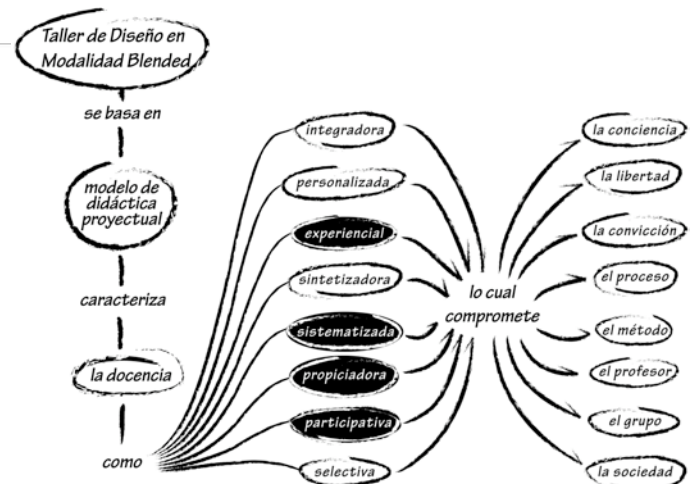 Taller de Diseño en
Modalidad Blended
se basa en
modelo de
didáctica
proyectual
caracteriza
la docencia
como
integradora
personalizada
experiencial
sintetizadora
sistematizada
propiciadora
participativa
selectiva
lo cual
compromete
la conciencia
la libertad
la convicción
el proceso
el método
el profesor
el grupo
la sociedad